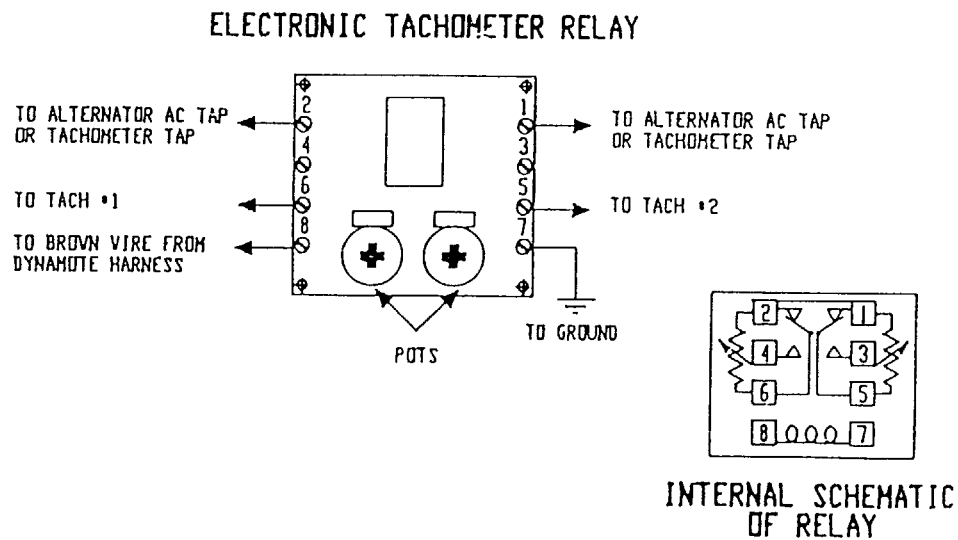 ELECTRONIC TACHOMETER RELAY
TO ALTERNATOR AC TAP
OR TACHOMETER TAP
2
1
TO ALTERNATOR AC TAP
OR TACHOMETER TAP
4
3
6
5
TO TACH #1
TO TACH #2
8
7
TO BROWN WIRE FROM
DYNAMOTE HARNESS
TO GROUND
POTS
2 1
4 3
6 5
8 7
INTERNAL SCHEMATIC
OF RELAY